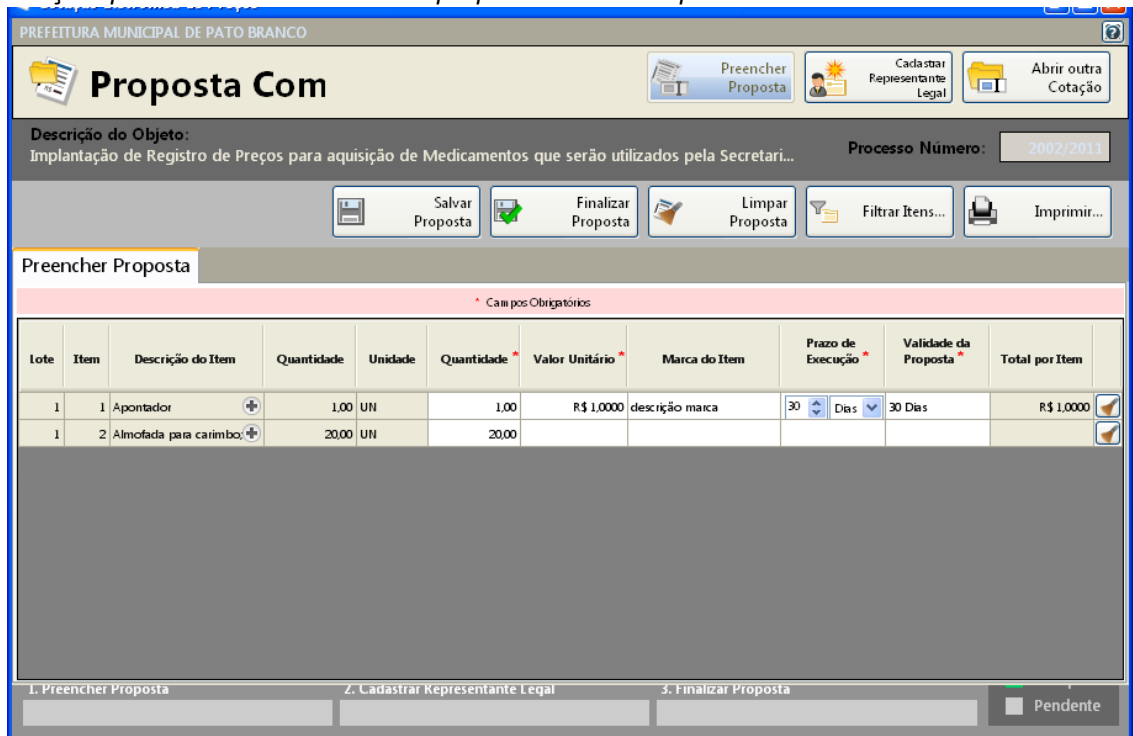 PREFEITURA MUNICIPAL DE PATO BRANCO
Proposta Com
Preencher Proposta
Cadastrar Representante Legal
Abrir outra Cotação
Descrição do Objeto:
Implantação de Registro de Preços para aquisição de Medicamentos que serão utilizados pela Secretari...
Processo Número: 2002/2011
Salvar Proposta
Finalizar Proposta
Limpar Proposta
Filtrar Itens...
Imprimir...
Preencher Proposta
* Campos Obrigatórios
Lote Item Descrição do Item Quantidade Unidade Quantidade * Valor Unitário * Marca do Item Prazo de Execução * Validade da Proposta * Total por Item
1 1 Apontador 1,00 UN 1,00 R$ 1,0000 descrição marca 30 Dias 30 Dias R$ 1,0000
1 2 Almofada para carimbo; 20,00 UN 20,00
1. Preencher Proposta 2. Cadastrar Representante Legal 3. Finalizar Proposta
Pendente